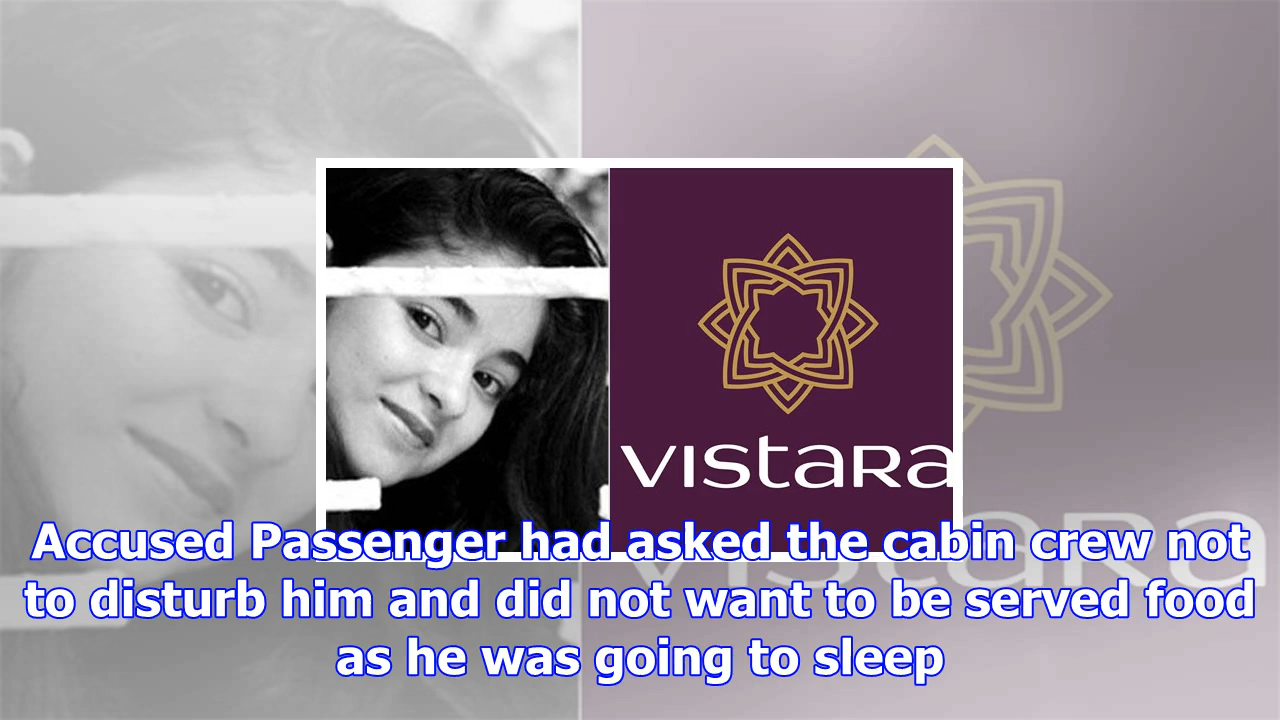 VISTARA
Accused Passenger had asked the cabin crew not
to disturb him and did not want to be served food
as he was going to sleep